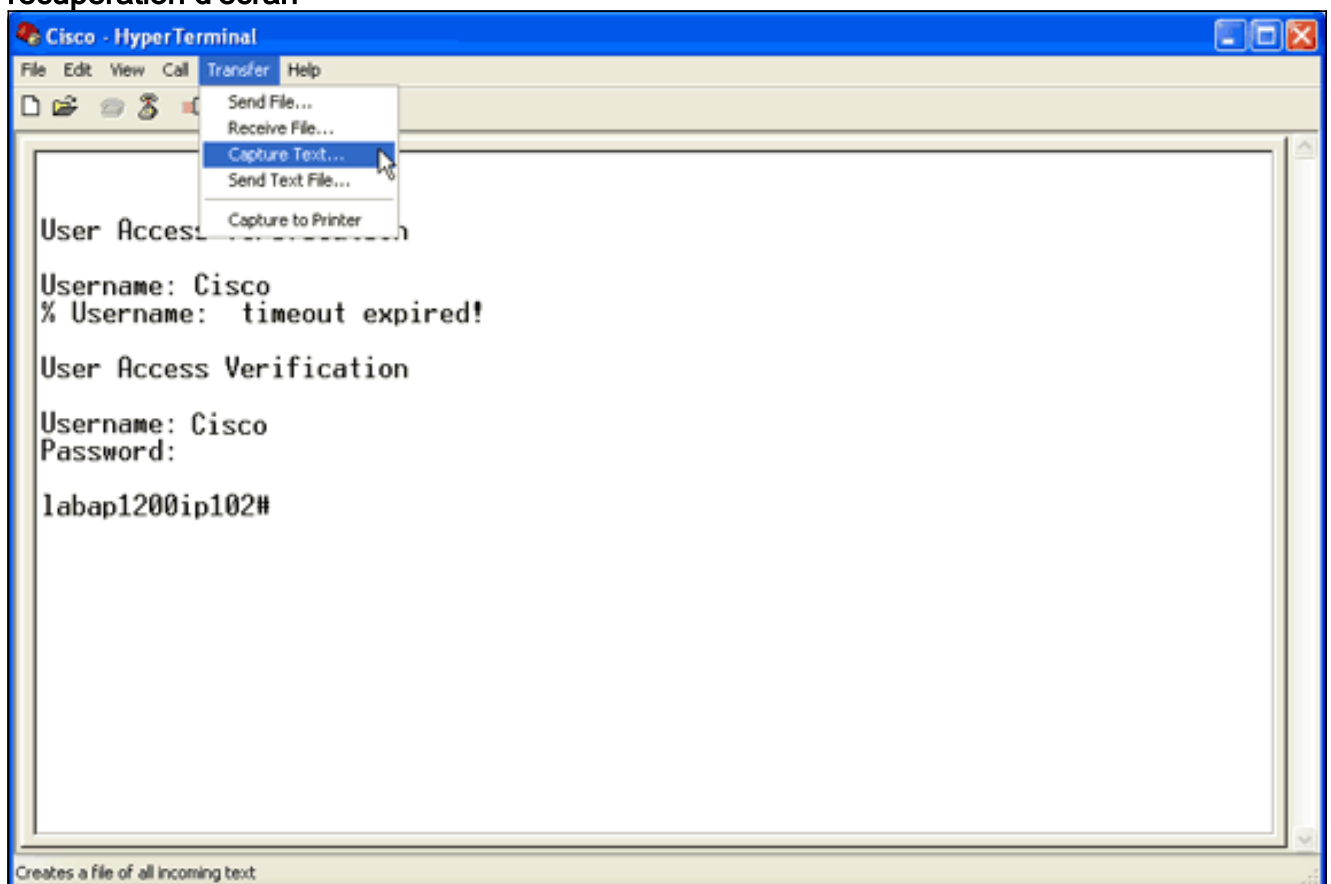 récupération d'écran
Cisco - HyperTerminal
File Edit View Call Transfer Help
Send File...
Receive File...
Capture Text...
Send Text File...
Capture to Printer
User Access
Username: Cisco
% Username:  timeout expired!
User Access Verification
Username: Cisco
Password:
labap1200ip102#
Creates a file of all incoming text